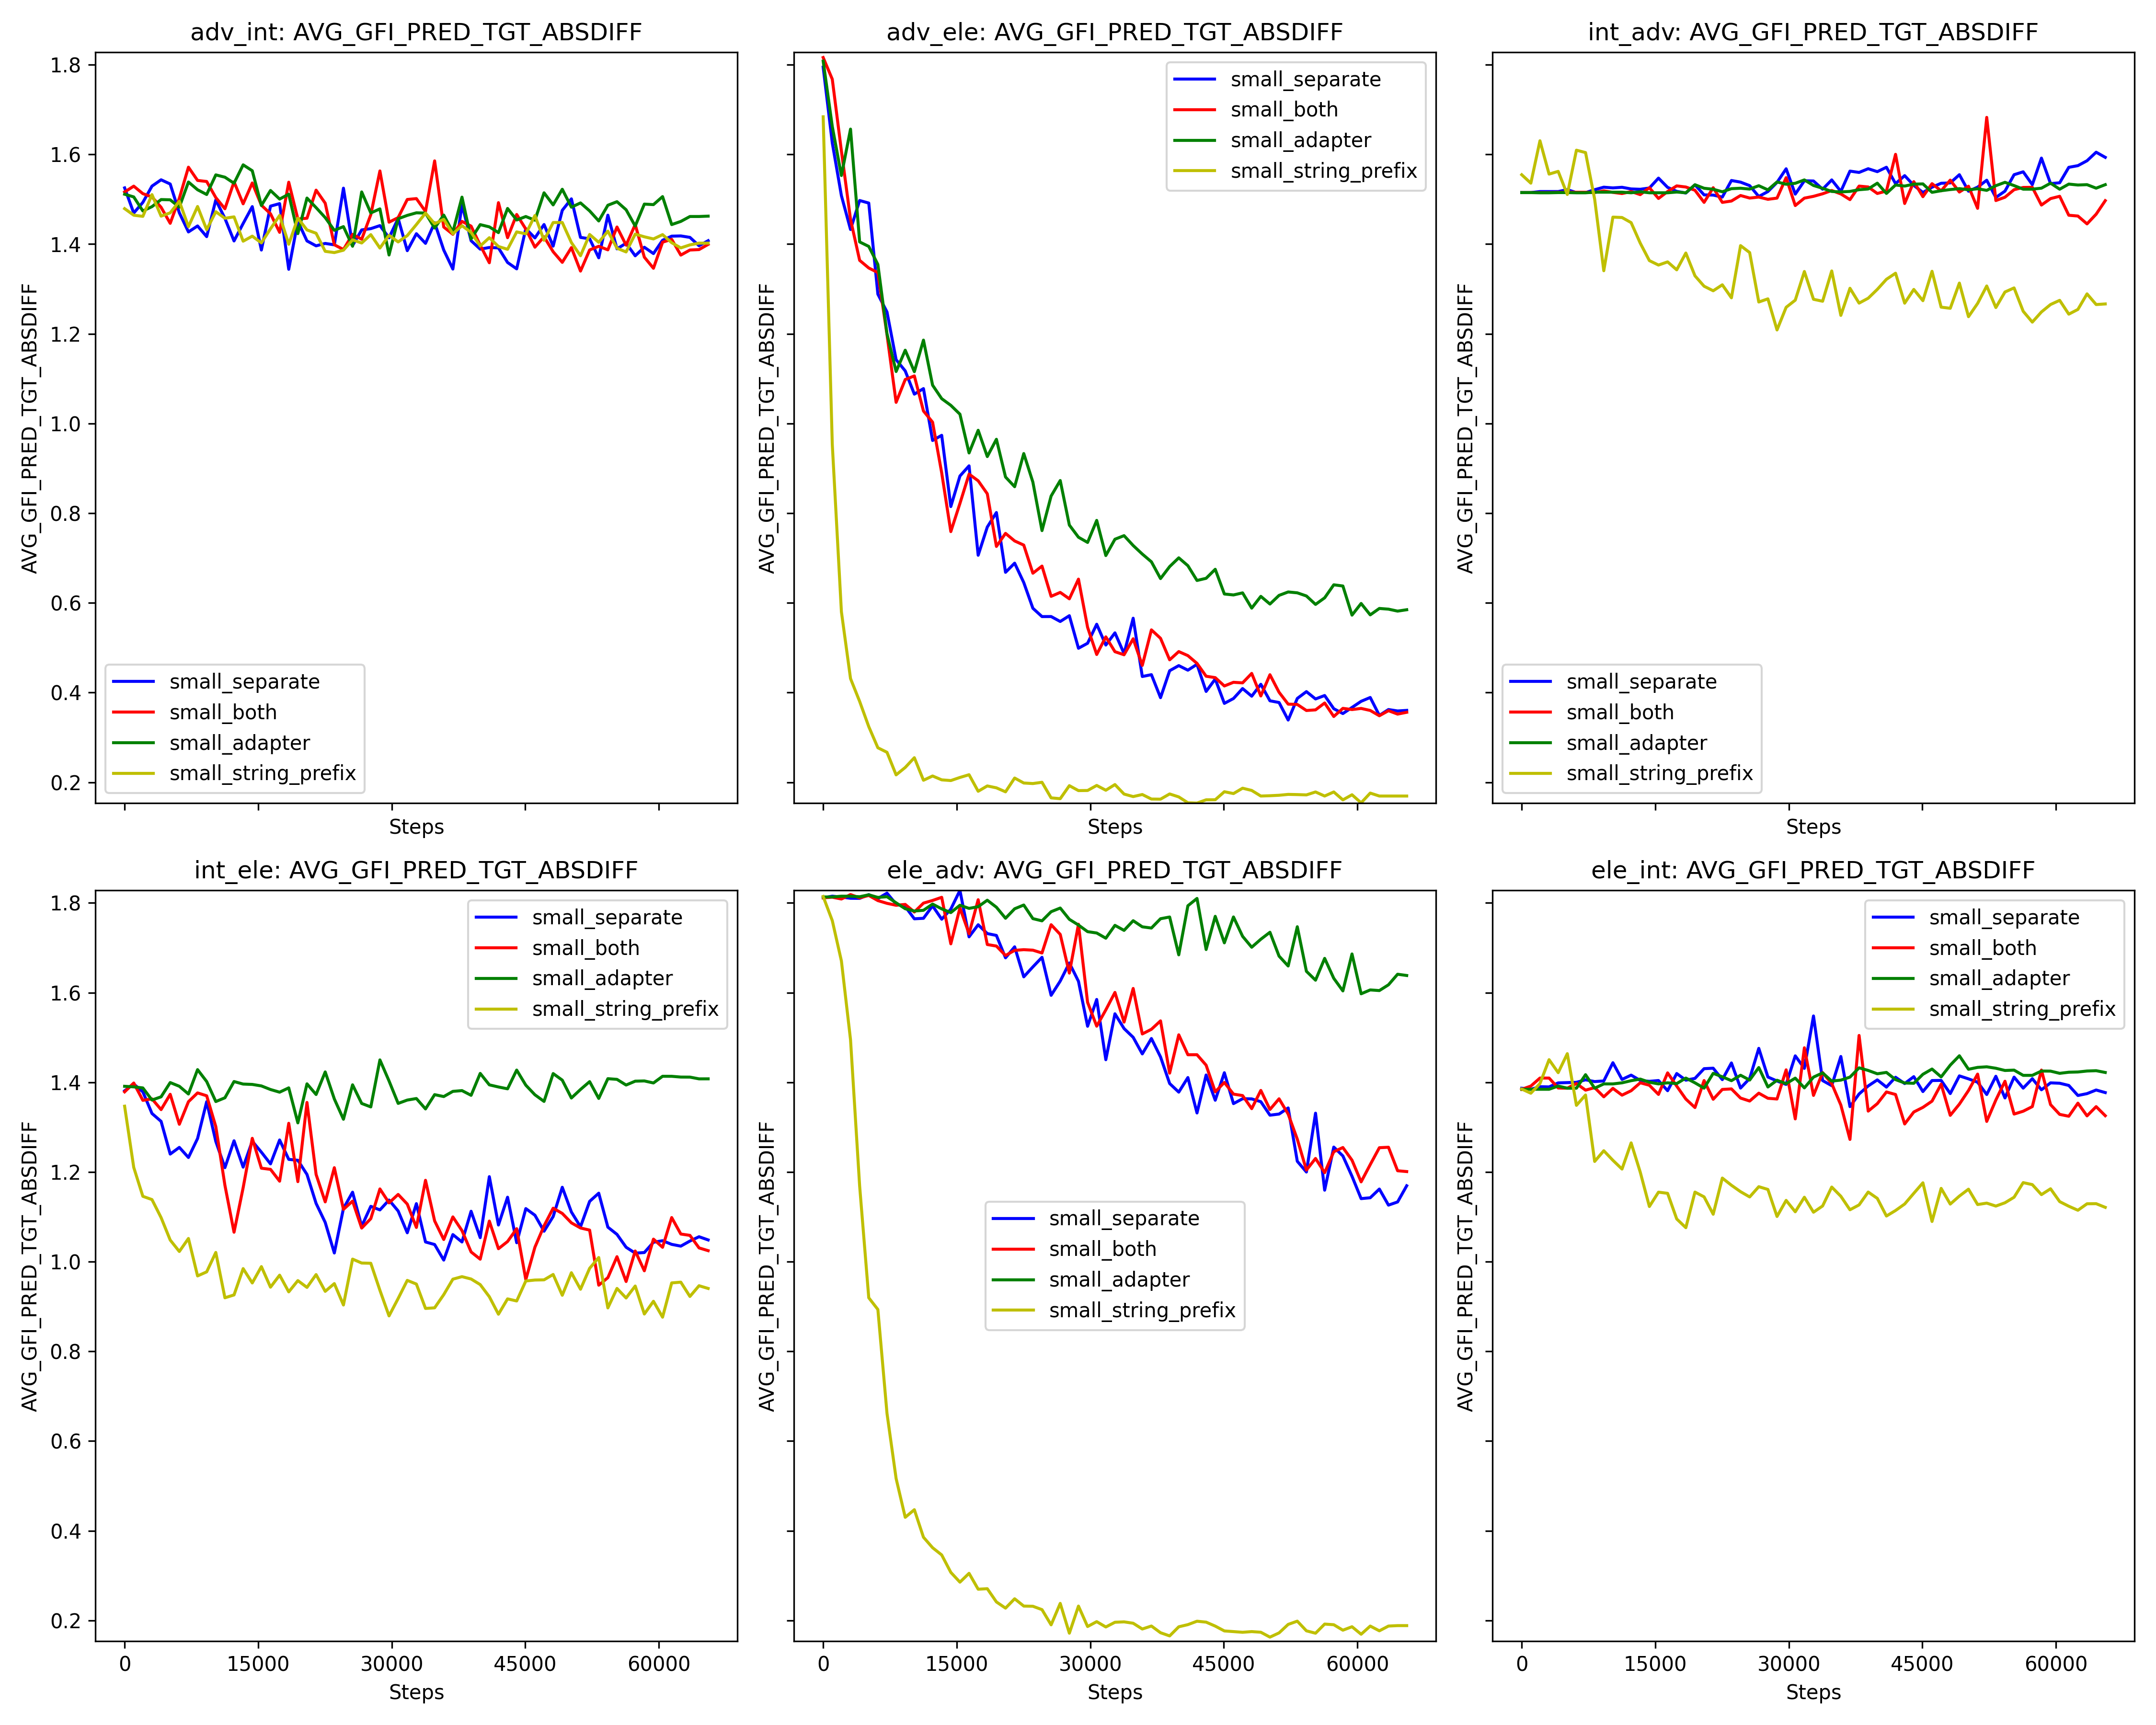 adv_int: AVG_GFI_PRED_TGT_ABSDIFF
AVG_GFI_PRED_TGT_ABSDIFF
1.8
1.6
1.4
1.2
1.0
0.8
0.6
0.4
0.2
small_separate
small_both
small_adapter
small_string_prefix
Steps
adv_ele: AVG_GFI_PRED_TGT_ABSDIFF
AVG_GFI_PRED_TGT_ABSDIFF
small_separate
small_both
small_adapter
small_string_prefix
Steps
int_adv: AVG_GFI_PRED_TGT_ABSDIFF
AVG_GFI_PRED_TGT_ABSDIFF
small_separate
small_both
small_adapter
small_string_prefix
Steps
int_ele: AVG_GFI_PRED_TGT_ABSDIFF
AVG_GFI_PRED_TGT_ABSDIFF
1.8
1.6
1.4
1.2
1.0
0.8
0.6
0.4
0.2
small_separate
small_both
small_adapter
small_string_prefix
0 15000 30000 45000 60000
Steps
ele_adv: AVG_GFI_PRED_TGT_ABSDIFF
AVG_GFI_PRED_TGT_ABSDIFF
small_separate
small_both
small_adapter
small_string_prefix
0 15000 30000 45000 60000
Steps
ele_int: AVG_GFI_PRED_TGT_ABSDIFF
AVG_GFI_PRED_TGT_ABSDIFF
small_separate
small_both
small_adapter
small_string_prefix
0 15000 30000 45000 60000
Steps